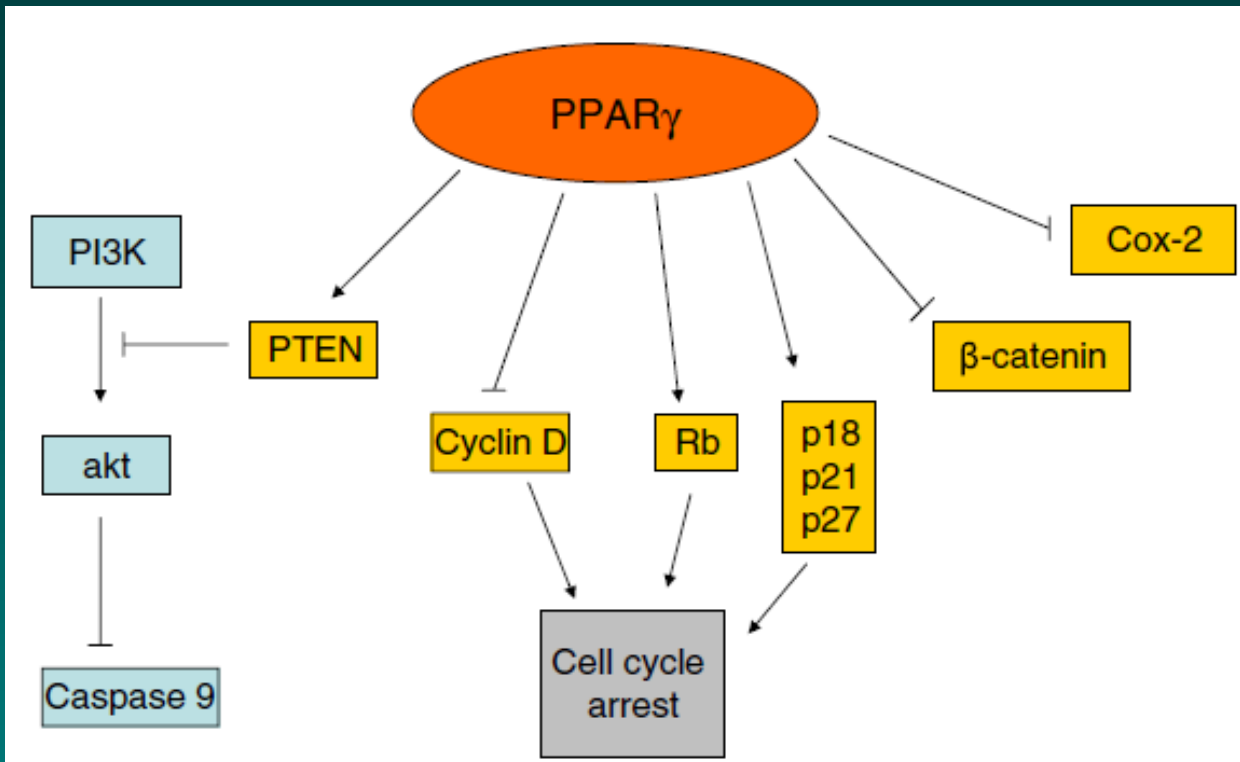 PPARγ
PI3K
Cox-2
PTEN
β-catenin
akt
Cyclin D
Rb
p18
p21
p27
Caspase 9
Cell cycle
arrest